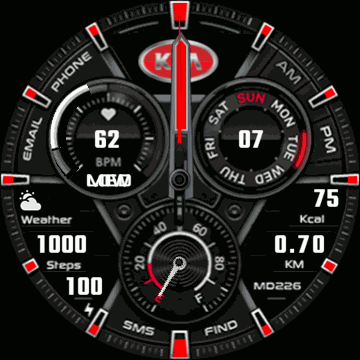 KIA
PHONE
EMAIL
AM
PM
62
BPM
SUN MON TUE WED THU FRI SAT
07
Weather
1000
Steps
100
75
Kcal
0.70
KM
MD226
20 40 60 80
E F
SMS
FIND